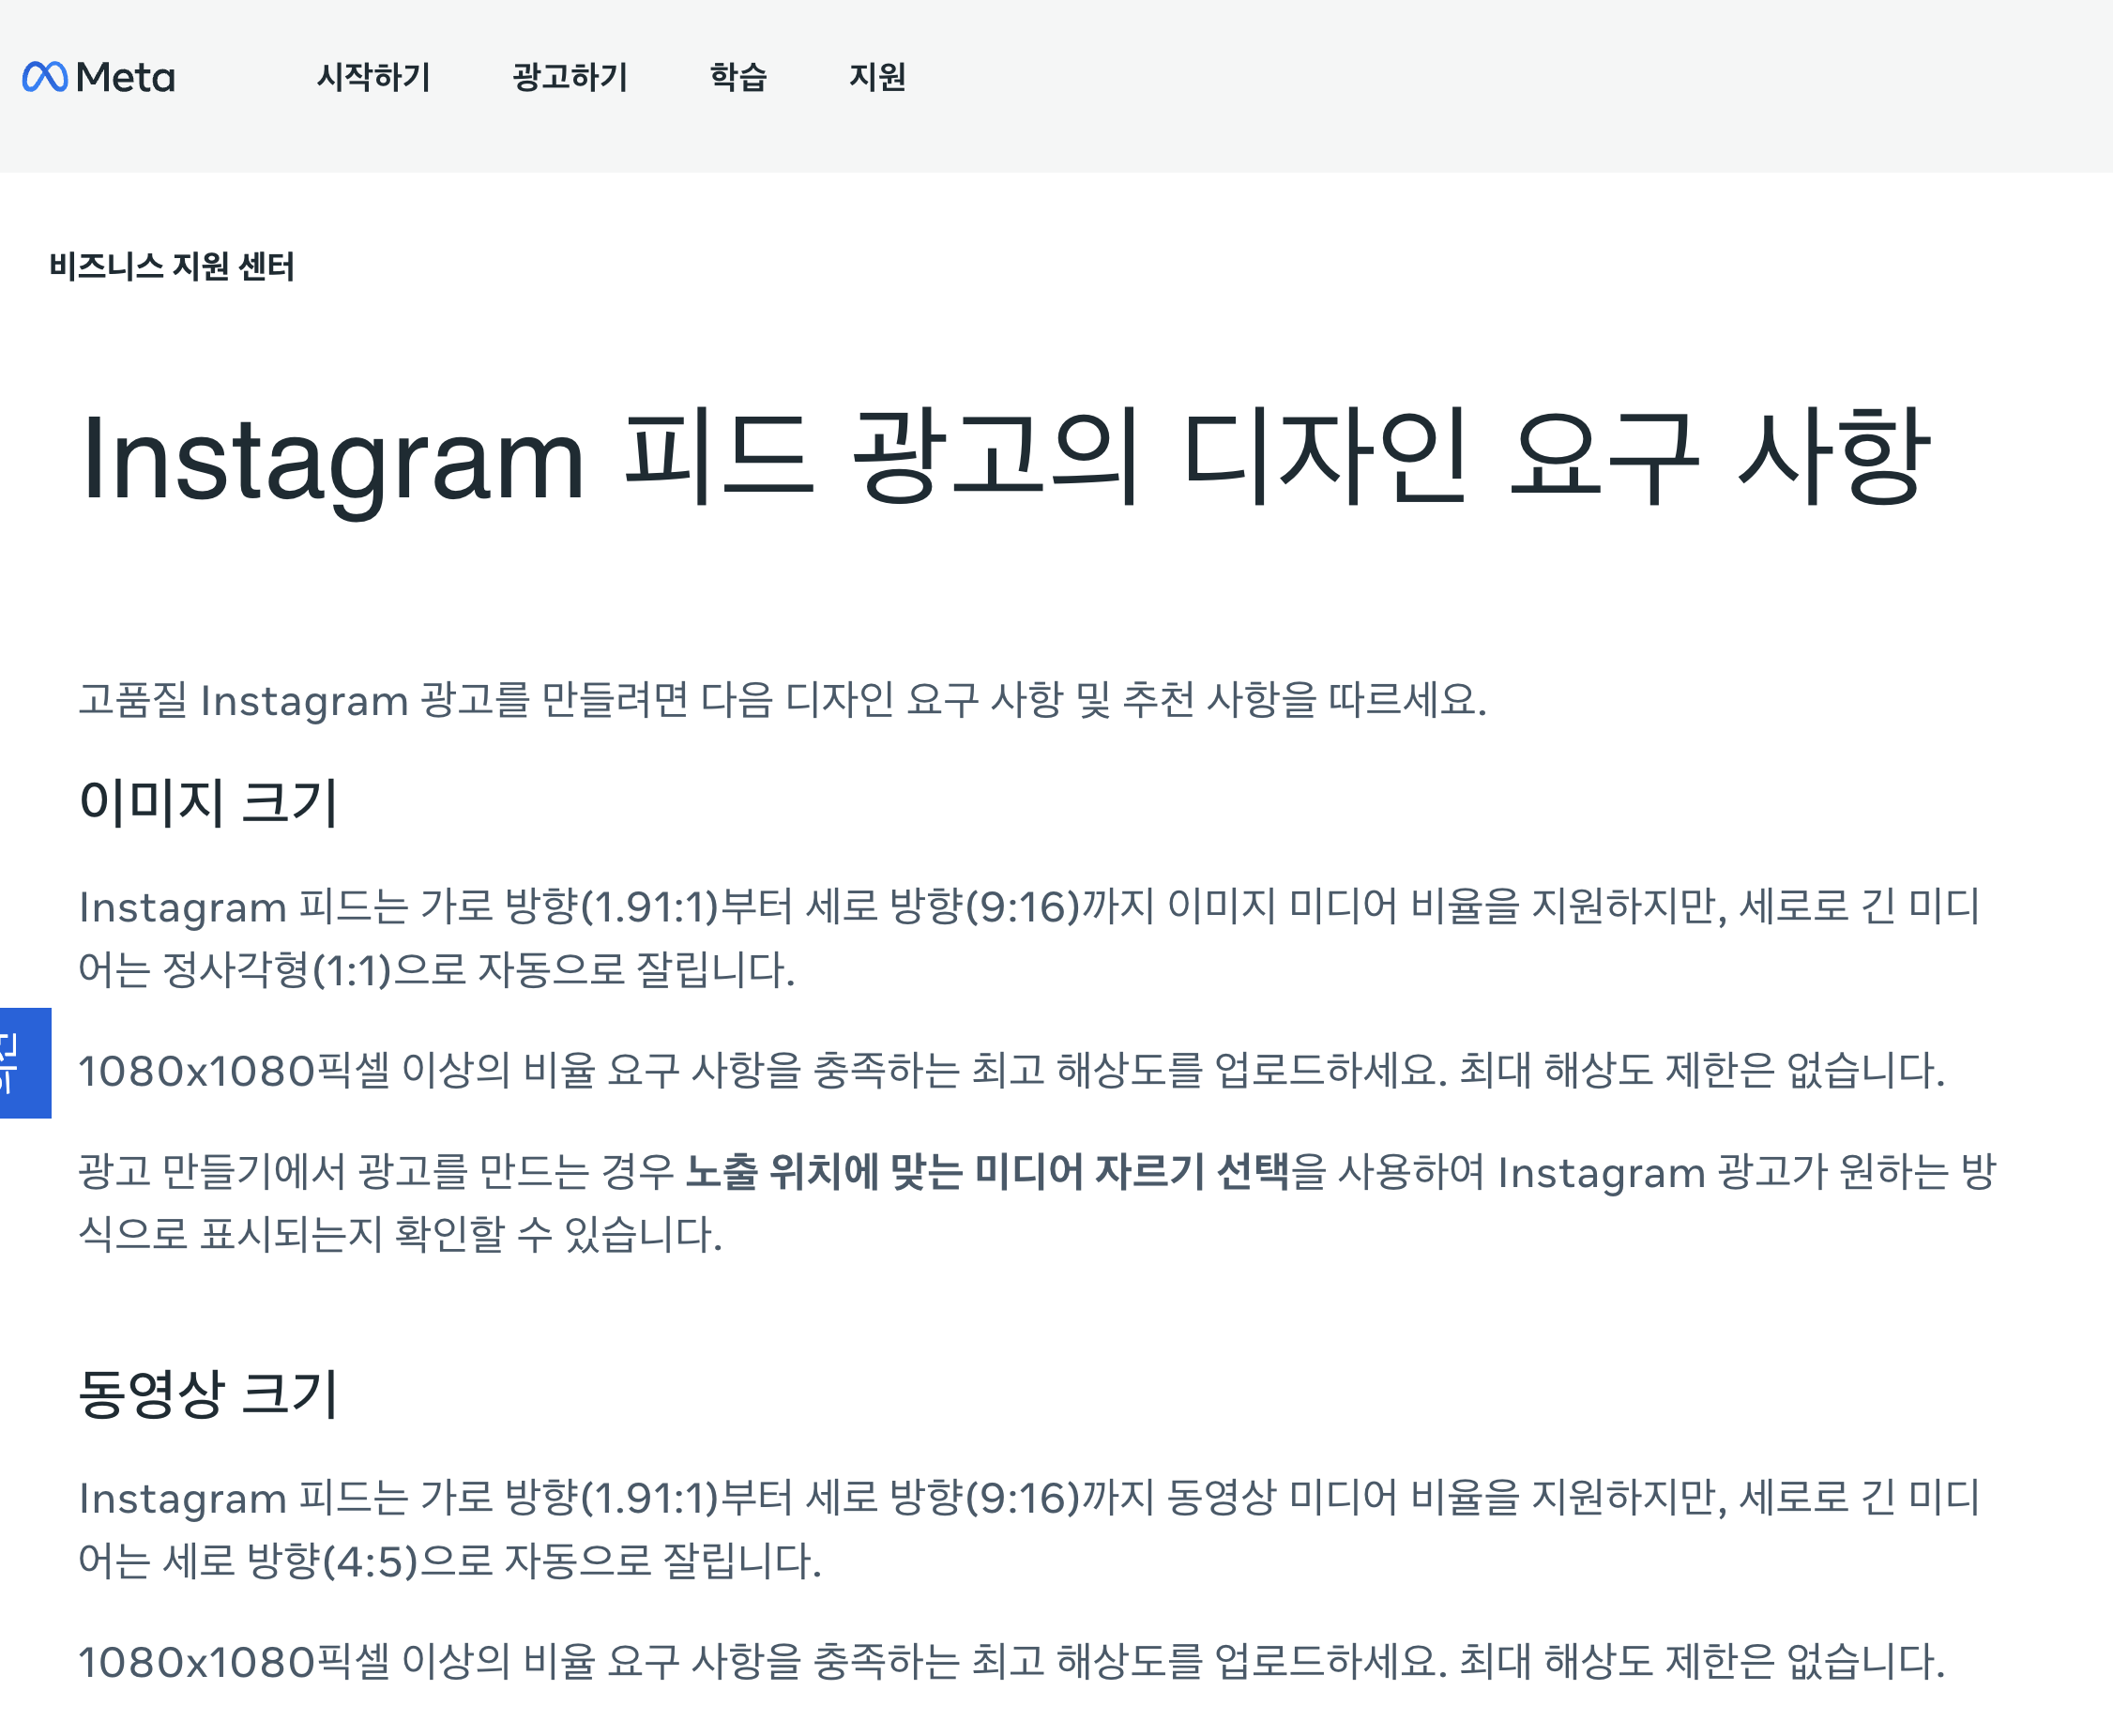 Meta 시작하기 광고하기 학습 지원
비즈니스 지원 센터
Instagram 피드 광고의 디자인 요구 사항
고품질 Instagram 광고를 만들려면 다음 디자인 요구 사항 및 추천 사항을 따르세요.
이미지 크기
Instagram 피드는 가로 방향(1.91:1)부터 세로 방향(9:16)까지 이미지 미디어 비율을 지원하지만, 세로로 긴 미디
어는 정사각형(1:1)으로 자동으로 잘립니다.
1080x1080픽셀 이상의 비율 요구 사항을 충족하는 최고 해상도를 업로드하세요. 최대 해상도 제한은 없습니다.
광고 만들기에서 광고를 만드는 경우 노출 위치에 맞는 미디어 자르기 선택을 사용하여 Instagram 광고가 원하는 방
식으로 표시되는지 확인할 수 있습니다.
동영상 크기
Instagram 피드는 가로 방향(1.91:1)부터 세로 방향(9:16)까지 동영상 미디어 비율을 지원하지만, 세로로 긴 미디
어는 세로 방향(4:5)으로 자동으로 잘립니다.
1080x1080픽셀 이상의 비율 요구 사항을 충족하는 최고 해상도를 업로드하세요. 최대 해상도 제한은 없습니다.